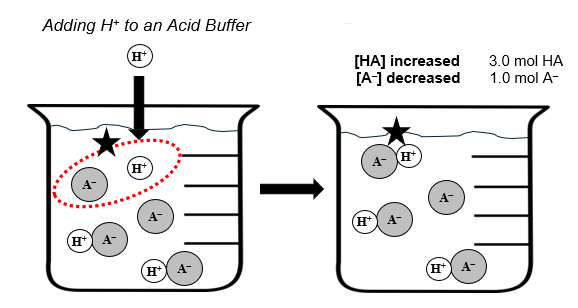 Adding H⁺ to an Acid Buffer
H⁺
[HA] increased 3.0 mol HA
[A⁻] decreased 1.0 mol A⁻
H⁺
A⁻
A⁻
H⁺ A⁻
H⁺ A⁻
A⁻ H⁺
A⁻
H⁺ A⁻
H⁺ A⁻